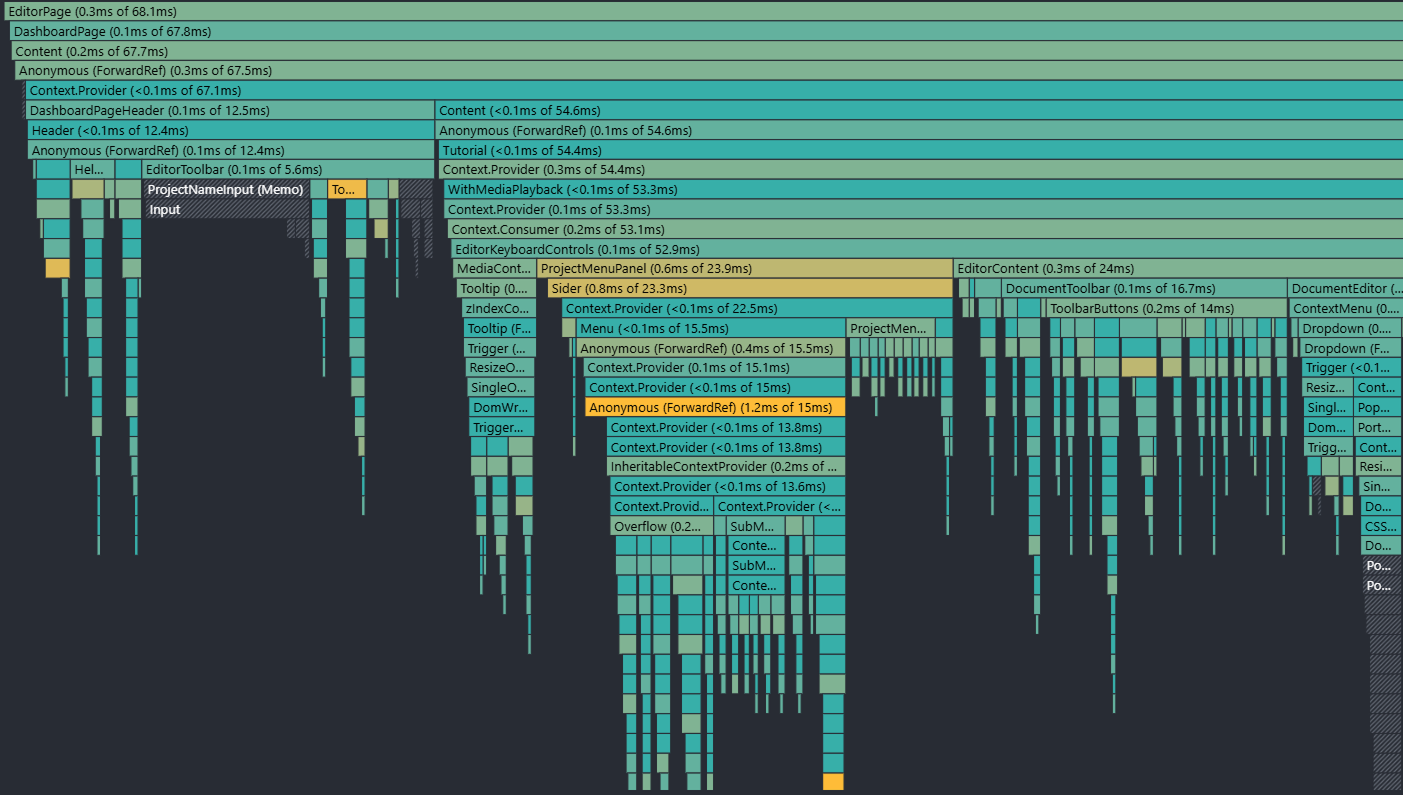 EditorPage (0.3ms of 68.1ms)
DashboardPage (0.1ms of 67.8ms)
Content (0.2ms of 67.7ms)
Anonymous (ForwardRef) (0.3ms of 67.5ms)
Context.Provider (<0.1ms of 67.1ms)
DashboardPageHeader (0.1ms of 12.5ms) Content (<0.1ms of 54.6ms)
Header (<0.1ms of 12.4ms) Anonymous (ForwardRef) (0.1ms of 54.6ms)
Anonymous (ForwardRef) (0.1ms of 12.4ms) Tutorial (<0.1ms of 54.4ms)
Hel... EditorToolbar (0.1ms of 5.6ms) Context.Provider (0.3ms of 54.4ms)
ProjectNameInput (Memo) To... WithMediaPlayback (<0.1ms of 53.3ms)
Input Context.Provider (0.1ms of 53.3ms)
Context.Consumer (0.2ms of 53.1ms)
EditorKeyboardControls (0.1ms of 52.9ms)
MediaCont... ProjectMenuPanel (0.6ms of 23.9ms) EditorContent (0.3ms of 24ms)
Tooltip (0.... Sider (0.8ms of 23.3ms) DocumentToolbar (0.1ms of 16.7ms) DocumentEditor (...
zIndexCo... Context.Provider (<0.1ms of 22.5ms) ToolbarButtons (0.2ms of 14ms) ContextMenu (0....
Tooltip (F... Menu (<0.1ms of 15.5ms) ProjectMen... Dropdown (0....
Trigger (... Anonymous (ForwardRef) (0.4ms of 15.5ms) Dropdown (F...
ResizeO... Context.Provider (0.1ms of 15.1ms) Trigger (<0.1...
SingleO... Context.Provider (<0.1ms of 15ms) Resiz... Cont...
DomWr... Anonymous (ForwardRef) (1.2ms of 15ms) Singl... Pop...
Trigger... Context.Provider (<0.1ms of 13.8ms) Dom... Port...
Context.Provider (<0.1ms of 13.8ms) Trigg... Cont...
InheritableContextProvider (0.2ms of ... Resi...
Context.Provider (<0.1ms of 13.6ms) Sin...
Context.Provid... Context.Provider (<... Do...
Overflow (0.2... SubM... CSS...
Conte... Do...
SubM... Po...
Conte... Po...